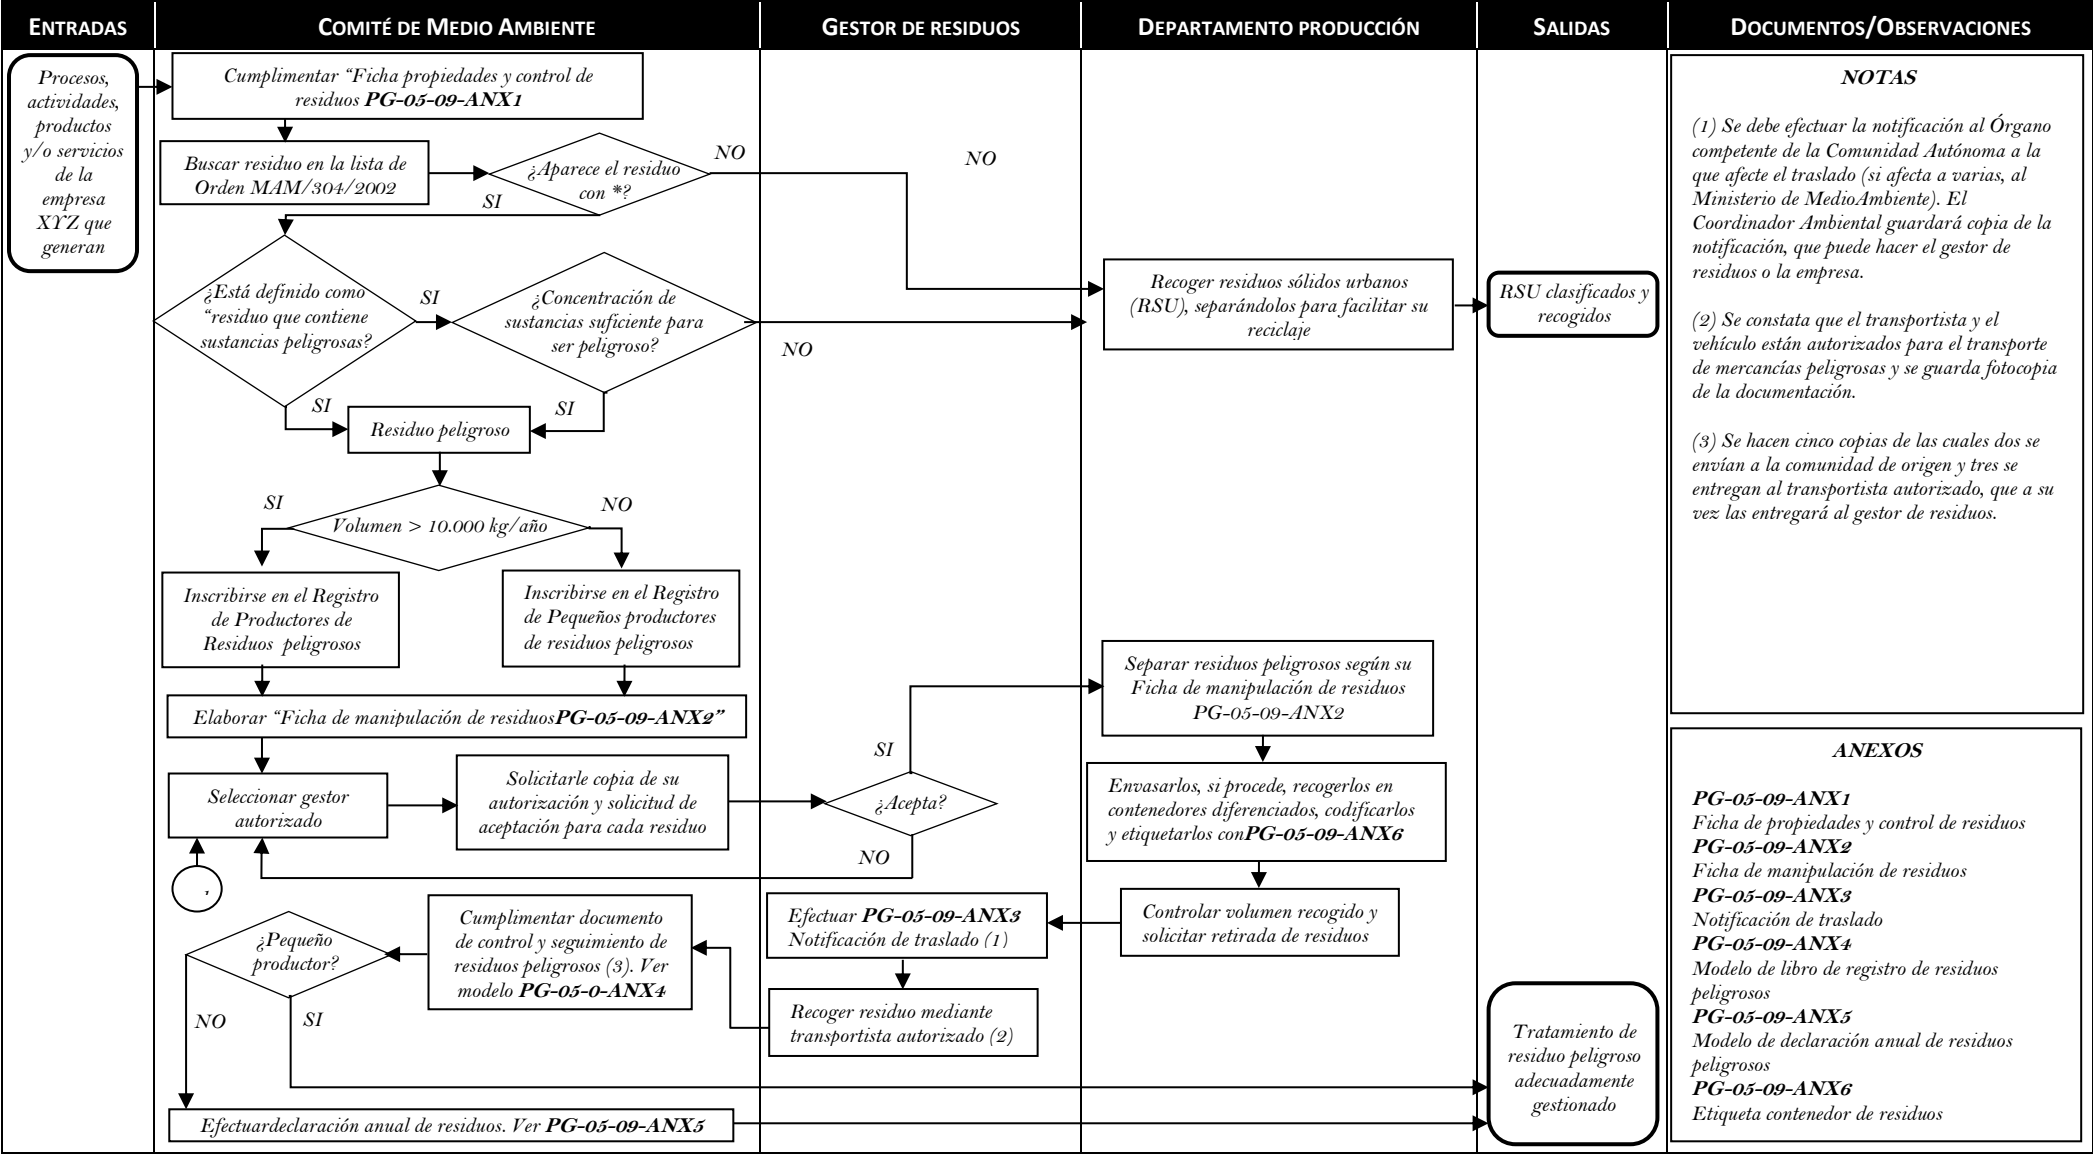 ENTRADAS
COMITÉ DE MEDIO AMBIENTE
GESTOR DE RESIDUOS
DEPARTAMENTO PRODUCCIÓN
SALIDAS
DOCUMENTOS/OBSERVACIONES
Procesos,
actividades,
productos
y/o servicios
de la
empresa
XYZ que
generan
Cumplimentar “Ficha propiedades y control de
residuos PG-05-09-ANX1
Buscar residuo en la lista de
Orden MAM/304/2002
¿Aparece el residuo
con *?
NO
NO
SI
¿Está definido como
“residuo que contiene
sustancias peligrosas?
SI
¿Concentración de
sustancias suficiente para
ser peligroso?
NO
SI
SI
Residuo peligroso
SI
NO
Volumen > 10.000 kg/año
Inscribirse en el Registro
de Productores de
Residuos peligrosos
Inscribirse en el Registro
de Pequeños productores
de residuos peligrosos
Elaborar “Ficha de manipulación de residuosPG-05-09-ANX2”
Seleccionar gestor
autorizado
Solicitarle copia de su
autorización y solicitud de
aceptación para cada residuo
SI
¿Acepta?
NO
Recoger residuos sólidos urbanos
(RSU), separándolos para facilitar su
reciclaje
RSU clasificados y
recogidos
Separar residuos peligrosos según su
Ficha de manipulación de residuos
PG-05-09-ANX2
Envasarlos, si procede, recogerlos en
contenedores diferenciados, codificarlos
y etiquetarlos conPG-05-09-ANX6
Controlar volumen recogido y
solicitar retirada de residuos
Efectuar PG-05-09-ANX3
Notificación de traslado (1)
Recoger residuo mediante
transportista autorizado (2)
Cumplimentar documento
de control y seguimiento de
residuos peligrosos (3). Ver
modelo PG-05-0-ANX4
¿Pequeño
productor?
NO
SI
Efectuardeclaración anual de residuos. Ver PG-05-09-ANX5
Tratamiento de
residuo peligroso
adecuadamente
gestionado
NOTAS
(1) Se debe efectuar la notificación al Órgano
competente de la Comunidad Autónoma a la
que afecte el traslado (si afecta a varias, al
Ministerio de MedioAmbiente). El
Coordinador Ambiental guardará copia de la
notificación, que puede hacer el gestor de
residuos o la empresa.
(2) Se constata que el transportista y el
vehículo están autorizados para el transporte
de mercancías peligrosas y se guarda fotocopia
de la documentación.
(3) Se hacen cinco copias de las cuales dos se
envían a la comunidad de origen y tres se
entregan al transportista autorizado, que a su
vez las entregará al gestor de residuos.
ANEXOS
PG-05-09-ANX1
Ficha de propiedades y control de residuos
PG-05-09-ANX2
Ficha de manipulación de residuos
PG-05-09-ANX3
Notificación de traslado
PG-05-09-ANX4
Modelo de libro de registro de residuos
peligrosos
PG-05-09-ANX5
Modelo de declaración anual de residuos
peligrosos
PG-05-09-ANX6
Etiqueta contenedor de residuos